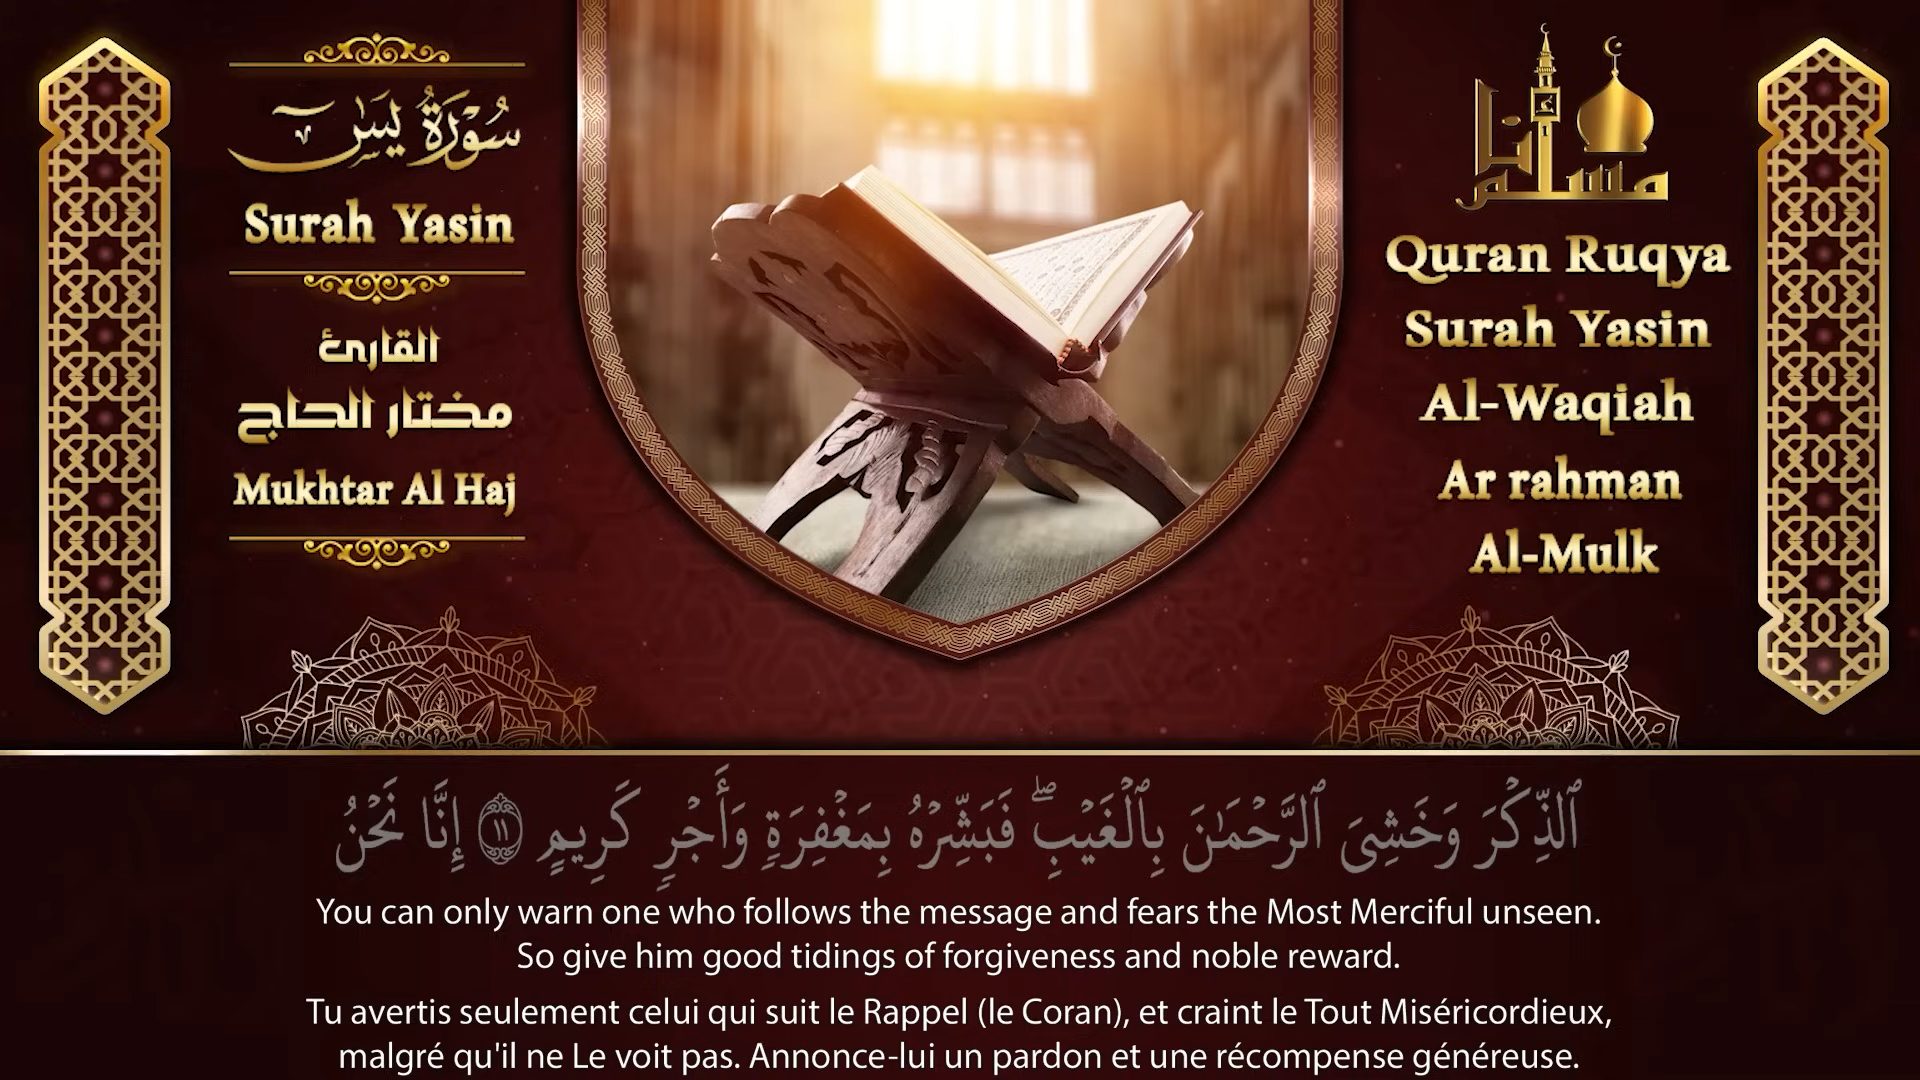 سُورَةُ يسٓ
Surah Yasin
القارئ
مختار الحاج
Mukhtar Al Haj
أنا
مسلم
Quran Ruqya
Surah Yasin
Al-Waqiah
Ar rahman
Al-Mulk
ٱلذِّكْرَ وَخَشِىَ ٱلرَّحْمَـٰنَ بِٱلْغَيْبِ ۖ فَبَشِّرْهُ بِمَغْفِرَةٍ وَأَجْرٍ كَرِيمٍ ١١ إِنَّا نَحْنُ
You can only warn one who follows the message and fears the Most Merciful unseen.
So give him good tidings of forgiveness and noble reward.
Tu avertis seulement celui qui suit le Rappel (le Coran), et craint le Tout Miséricordieux,
malgré qu'il ne Le voit pas. Annonce-lui un pardon et une récompense généreuse.